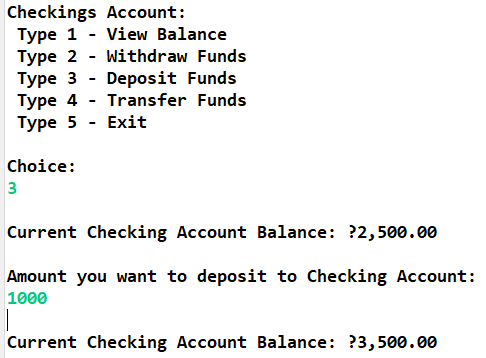 Checkings Account:
Type 1 - View Balance
Type 2 - Withdraw Funds
Type 3 - Deposit Funds
Type 4 - Transfer Funds
Type 5 - Exit
Choice:
3
Current Checking Account Balance: ?2,500.00
Amount you want to deposit to Checking Account:
1000
Current Checking Account Balance: ?3,500.00